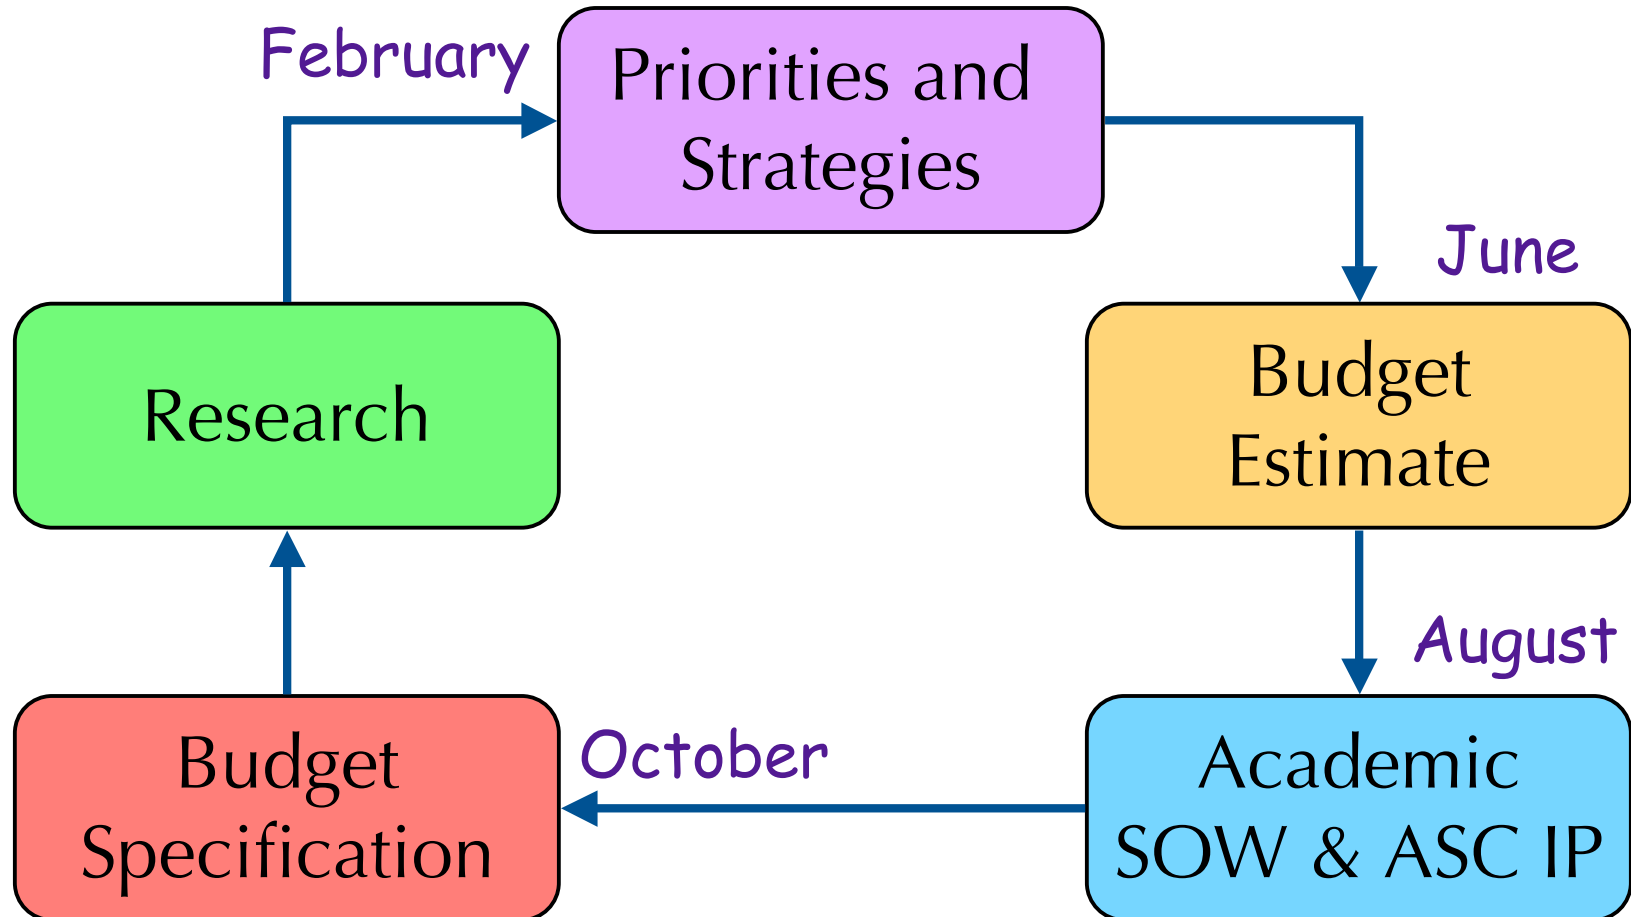 February
Priorities and
Strategies
June
Research
Budget
Estimate
August
Budget
Specification
October
Academic
SOW & ASC IP